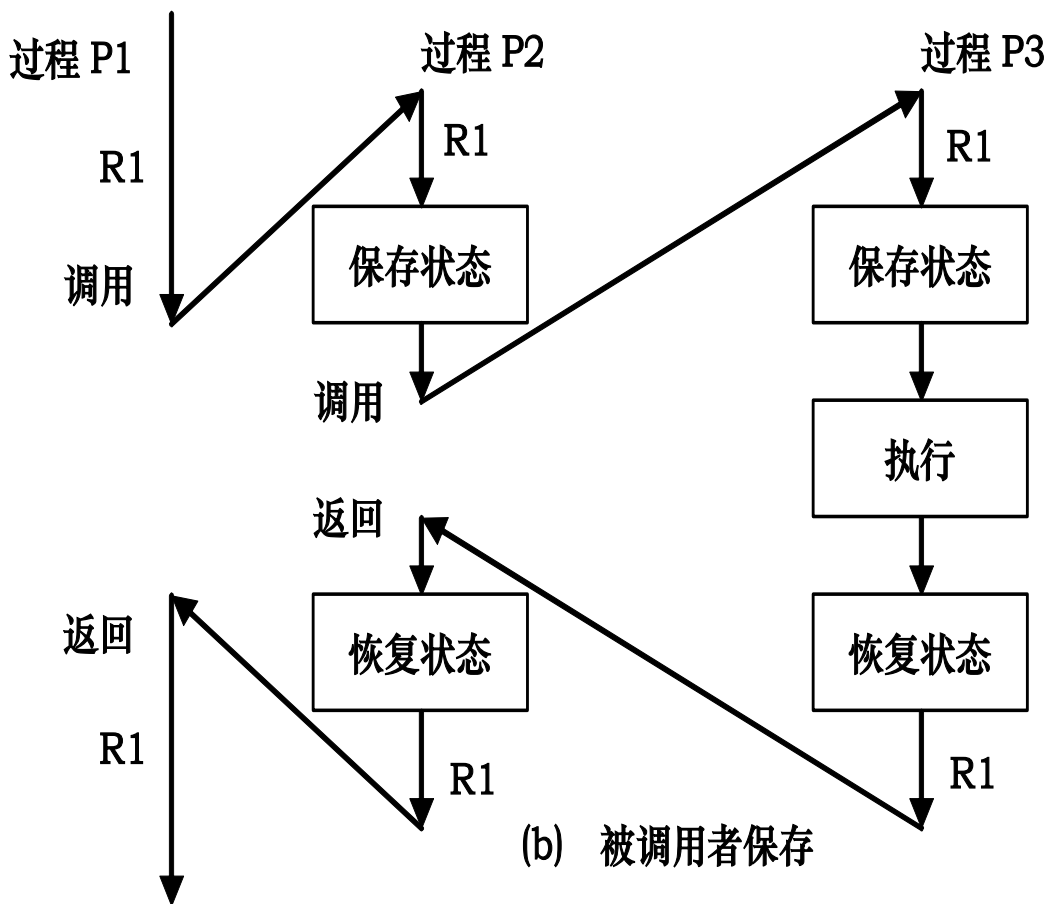 过程 P1
R1
调用
过程 P2
R1
保存状态
调用
过程 P3
R1
保存状态
执行
恢复状态
R1
返回
恢复状态
R1
返回
R1
(b) 被调用者保存